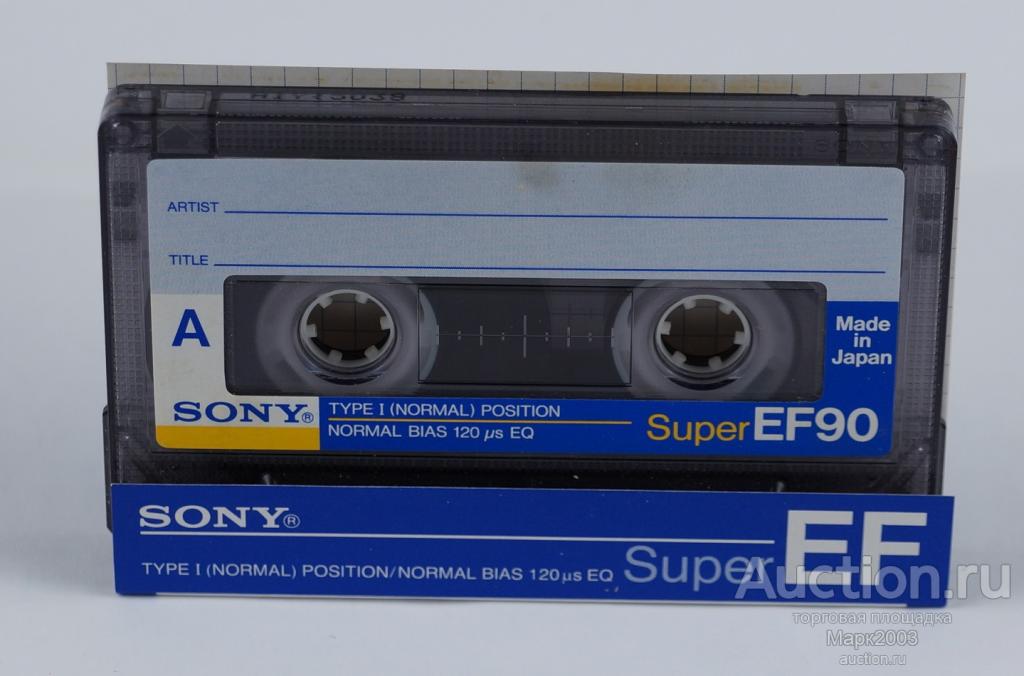 ARTIST
TITLE
A
Made
in
Japan
SONY®
TYPE I (NORMAL) POSITION
NORMAL BIAS 120 µs EQ
Super EF90
SONY®
TYPE I (NORMAL) POSITION/NORMAL BIAS 120 µs EQ
Super EF
Auction.ru
торговая площадка
Марк2003
auction.ru